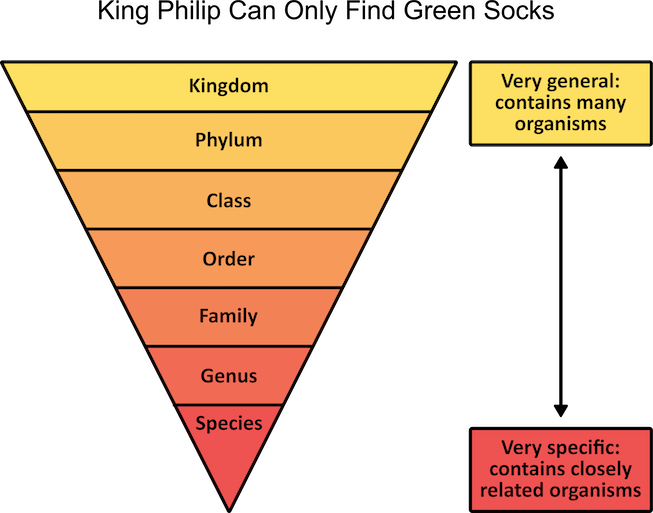 King Philip Can Only Find Green Socks
Kingdom
Phylum
Class
Order
Family
Genus
Species
Very general:
contains many
organisms
Very specific:
contains closely
related organisms